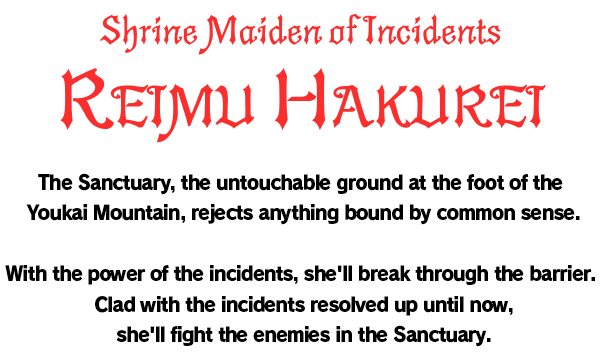 Shrine Maiden of Incidents
REIMU HAKUREI
The Sanctuary, the untouchable ground at the foot of the
Youkai Mountain, rejects anything bound by common sense.
With the power of the incidents, she'll break through the barrier.
Clad with the incidents resolved up until now,
she'll fight the enemies in the Sanctuary.